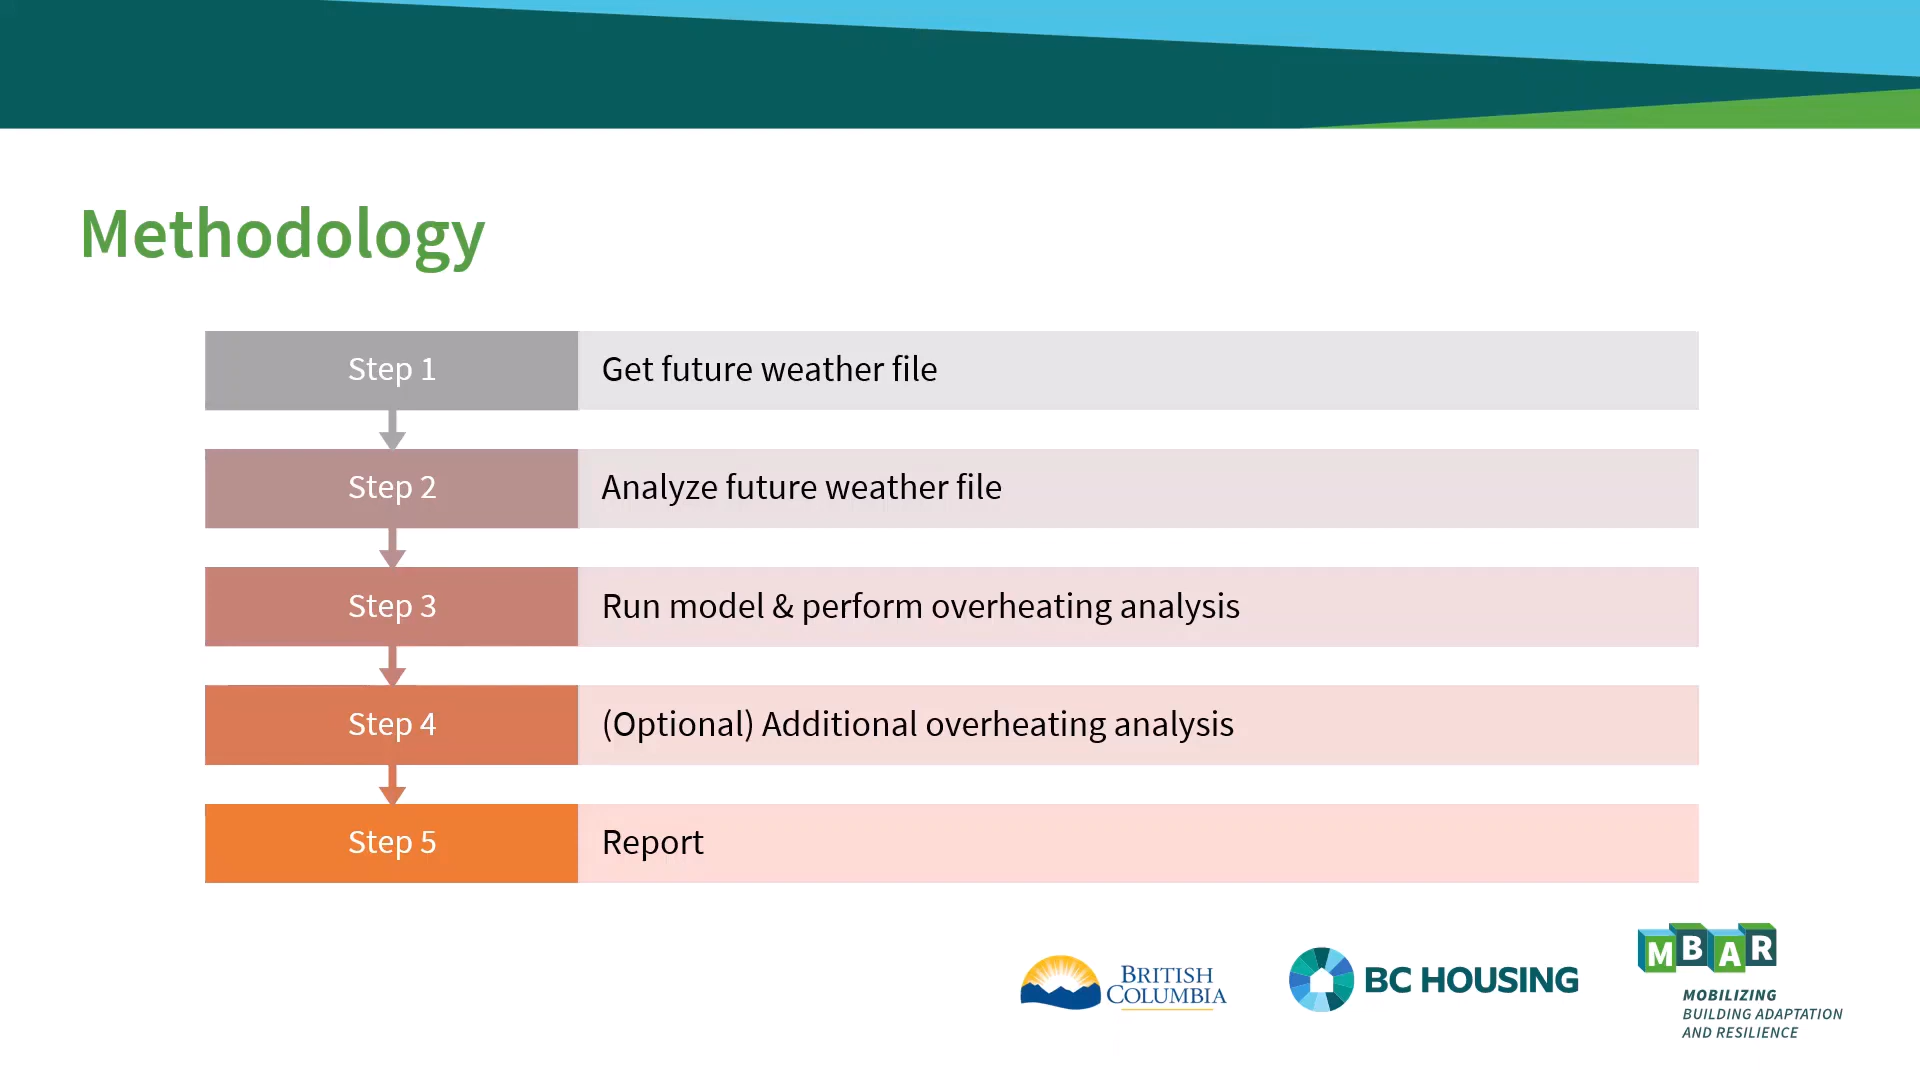 Methodology
Step 1
Get future weather file
Step 2
Analyze future weather file
Step 3
Run model & perform overheating analysis
Step 4
(Optional) Additional overheating analysis
Step 5
Report
BRITISH
COLUMBIA
BC HOUSING
MBAR
MOBILIZING
BUILDING ADAPTATION
AND RESILIENCE